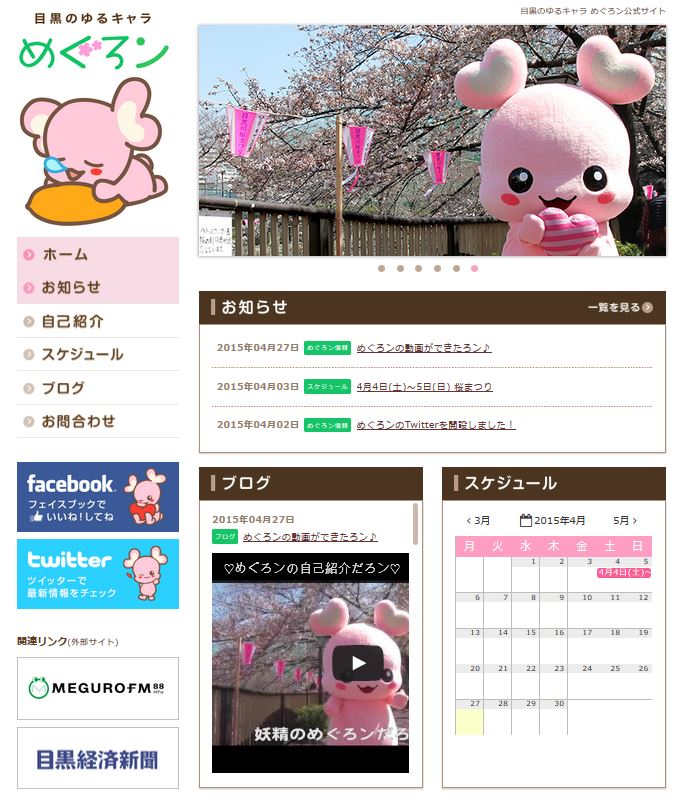 目黒のゆるキャラ めぐろン公式サイト
目黒のゆるキャラ
めぐろン
ホーム
お知らせ
自己紹介
スケジュール
ブログ
お問合わせ
facebook
フェイスブックで
いいね!してね
twitter
ツイッターで
最新情報をチェック
関連リンク(外部サイト)
MEGURO FM 88 MHz
目黒経済新聞
お知らせ
一覧を見る
2015年04月27日 めぐろン情報 めぐろンの動画ができたろン♪
2015年04月03日 スケジュール 4月4日(土)～5日(日) 桜まつり
2015年04月02日 めぐろン情報 めぐろンのTwitterを開設しました！
ブログ
2015年04月27日
ブログ めぐろンの動画ができたろン♪
♡めぐろンの自己紹介だろン♡
妖精のめぐろンだろ
スケジュール
3月 2015年4月 5月
月 火 水 木 金 土 日
1 2 3 4 5
4月4日(土)～
6 7 8 9 10 11 12
13 14 15 16 17 18 19
20 21 22 23 24 25 26
27 28 29 30